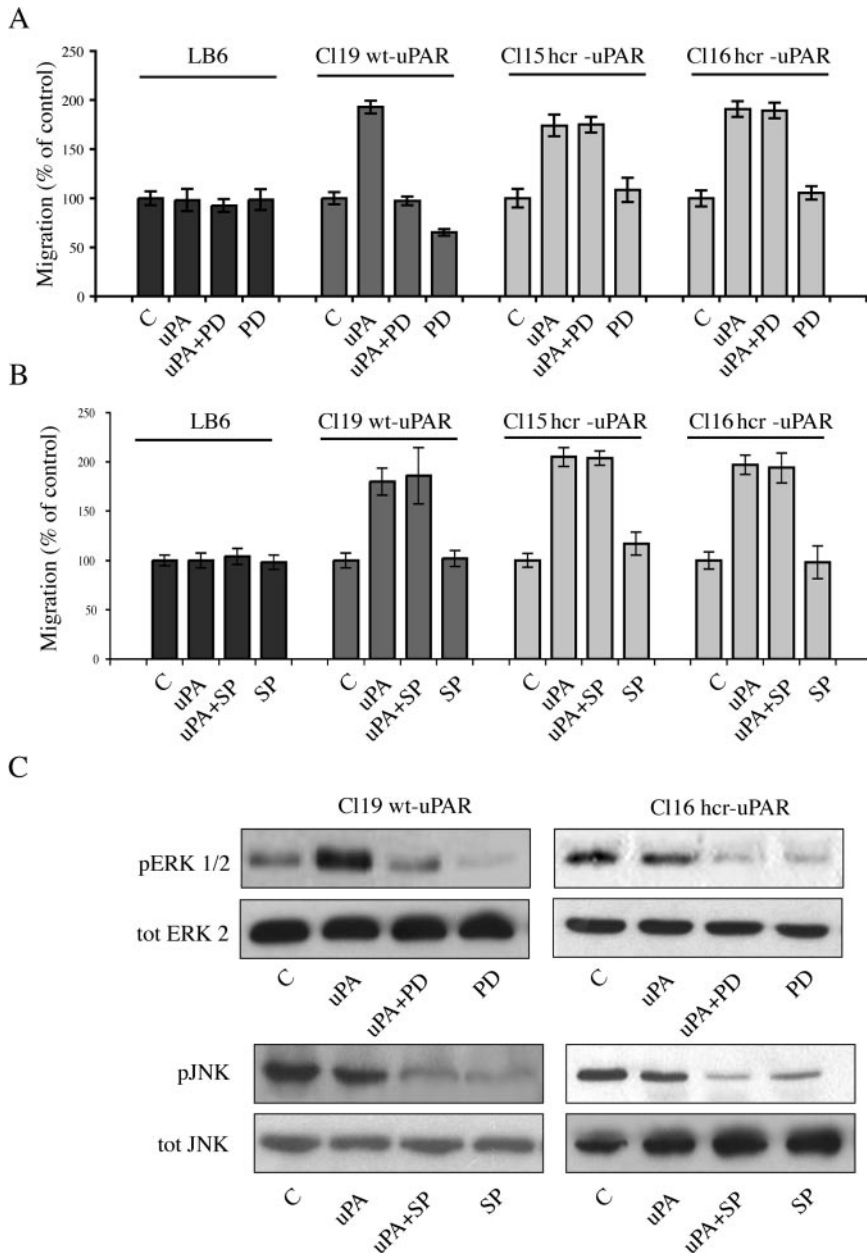 A
LB6 Cl19 wt-uPAR Cl15 hcr -uPAR Cl16 hcr -uPAR
Migration (% of control)
250
200
150
100
50
0
C uPA uPA+PD PD C uPA uPA+PD PD C uPA uPA+PD PD C uPA uPA+PD PD
B
LB6 Cl19 wt-uPAR Cl15 hcr -uPAR Cl16 hcr -uPAR
Migration (% of control)
250
200
150
100
50
0
C uPA uPA+SP SP C uPA uPA+SP SP C uPA uPA+SP SP C uPA uPA+SP SP
C
Cl19 wt-uPAR Cl16 hcr-uPAR
pERK 1/2
tot ERK 2
C uPA uPA+PD PD C uPA uPA+PD PD
pJNK
tot JNK
C uPA uPA+SP SP C uPA uPA+SP SP